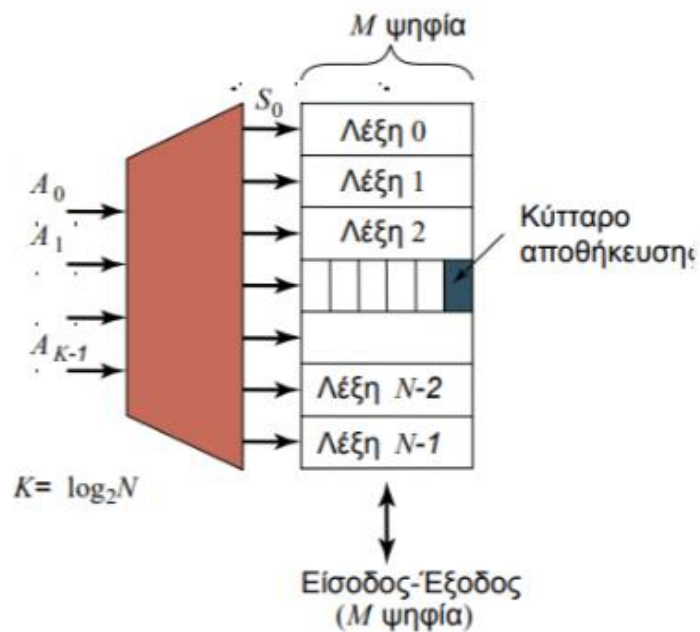 M ψηφία
S0
Λέξη 0
A0
Λέξη 1
A1
Λέξη 2
Κύτταρο
αποθήκευσης
AK-1
Λέξη N-2
Λέξη N-1
K= log2N
Είσοδος-Έξοδος
(M ψηφία)